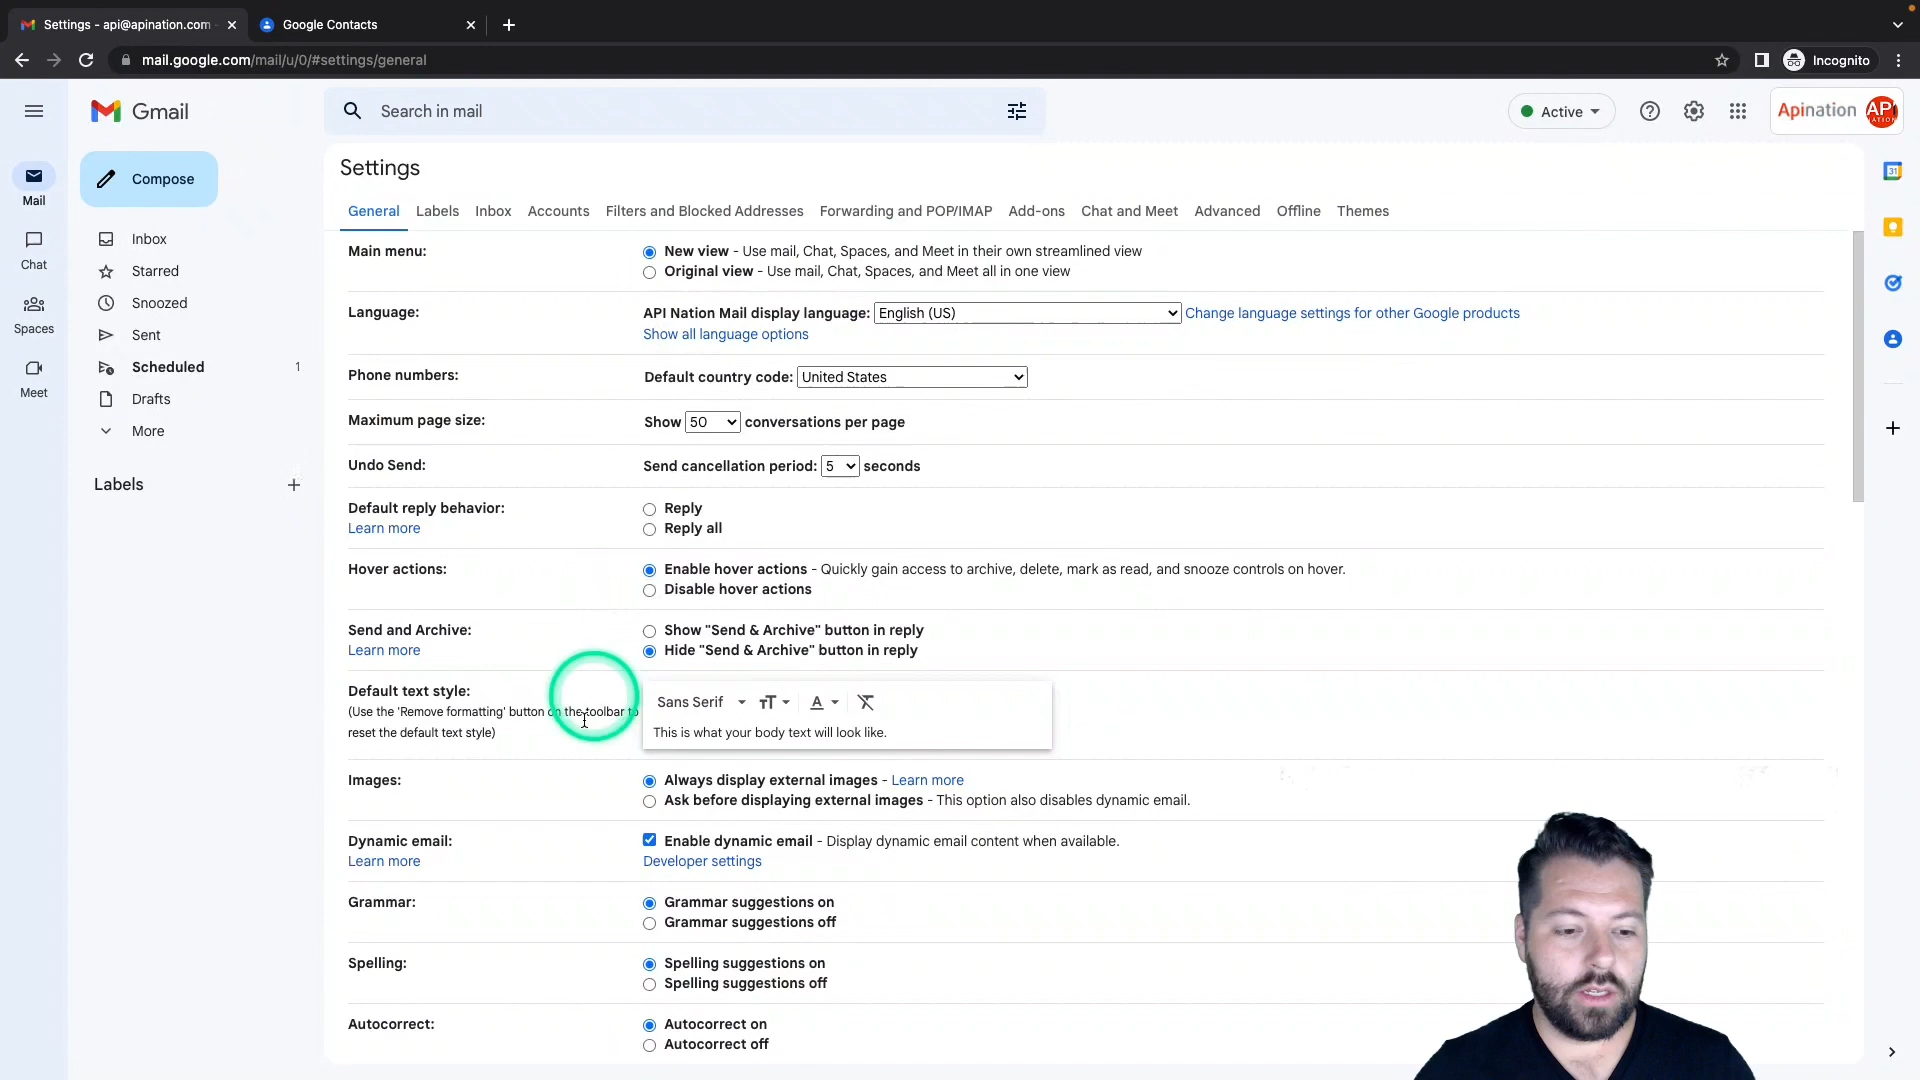 Settings - api@apination.com -
Google Contacts
mail.google.com/mail/u/0/#settings/general
Incognito
Gmail
Search in mail
Active
Apination
API
NATION
Compose
Mail
Chat
Spaces
Meet
Inbox
Starred
Snoozed
Sent
Scheduled 1
Drafts
More
Labels
Settings
General Labels Inbox Accounts Filters and Blocked Addresses Forwarding and POP/IMAP Add-ons Chat and Meet Advanced Offline Themes
Main menu: New view - Use mail, Chat, Spaces, and Meet in their own streamlined view
Original view - Use mail, Chat, Spaces, and Meet all in one view
Language: API Nation Mail display language: English (US) Change language settings for other Google products
Show all language options
Phone numbers: Default country code: United States
Maximum page size: Show 50 conversations per page
Undo Send: Send cancellation period: 5 seconds
Default reply behavior: Reply
Learn more Reply all
Hover actions: Enable hover actions - Quickly gain access to archive, delete, mark as read, and snooze controls on hover.
Disable hover actions
Send and Archive: Show "Send & Archive" button in reply
Learn more Hide "Send & Archive" button in reply
Default text style: Sans Serif
(Use the 'Remove formatting' button on the toolbar to
reset the default text style) This is what your body text will look like.
Images: Always display external images - Learn more
Ask before displaying external images - This option also disables dynamic email.
Dynamic email: Enable dynamic email - Display dynamic email content when available.
Learn more Developer settings
Grammar: Grammar suggestions on
Grammar suggestions off
Spelling: Spelling suggestions on
Spelling suggestions off
Autocorrect: Autocorrect on
Autocorrect off
31